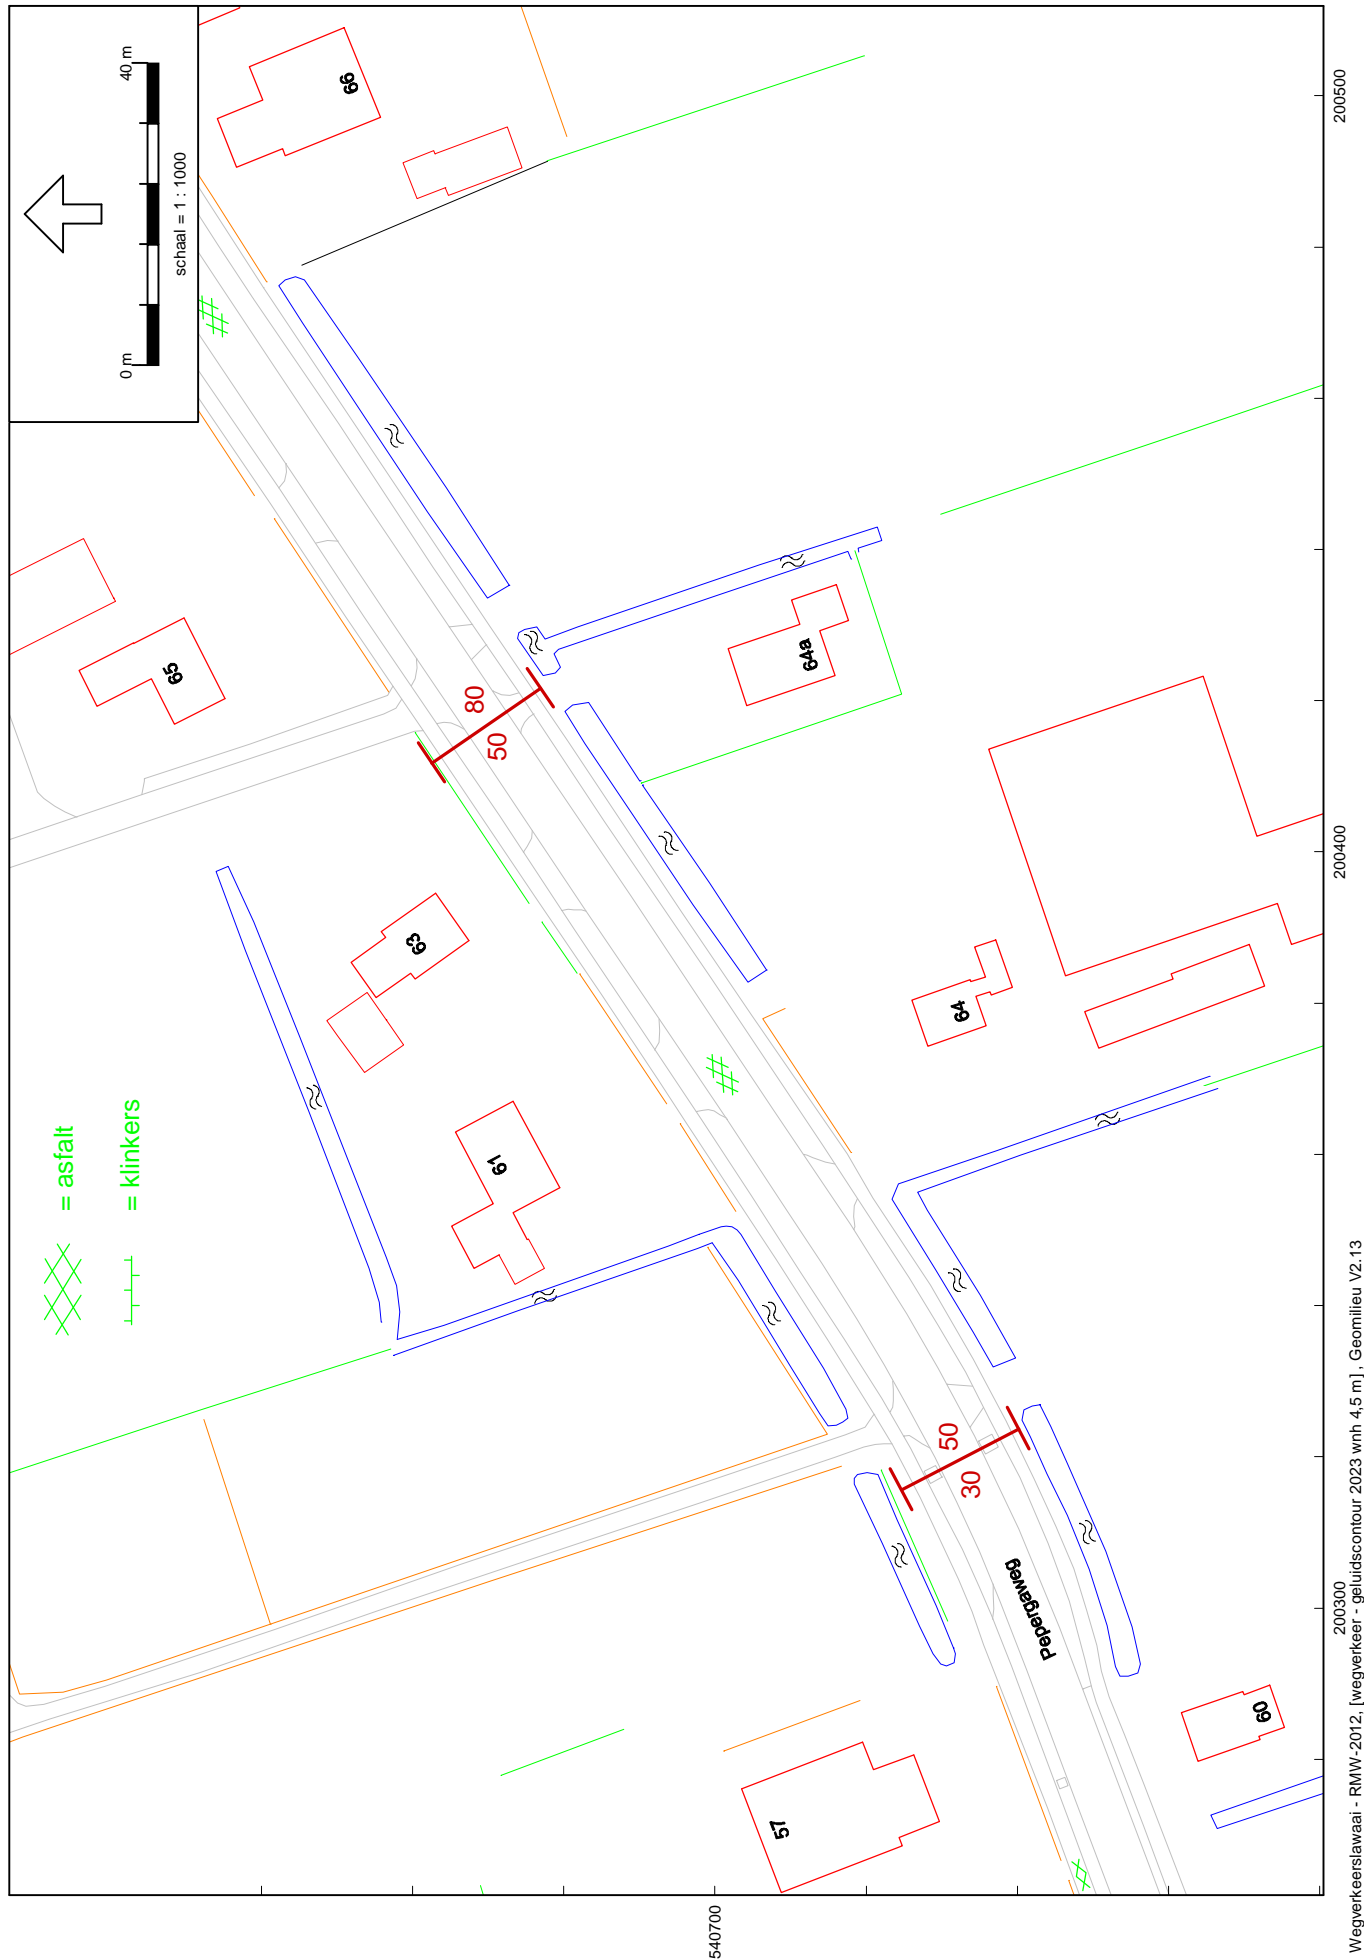 40 m
0 m
schaal = 1 : 1000
66
65
80
50
64a
63
64
61
= asfalt
= klinkers
50
30
Pepergaweg
60
57
200500
200400
200300
540700
Wegverkeerslawaai - RMW-2012, [wegverkeer - geluidscontour 2023 wnh 4,5 m] , Geomilieu V2.13